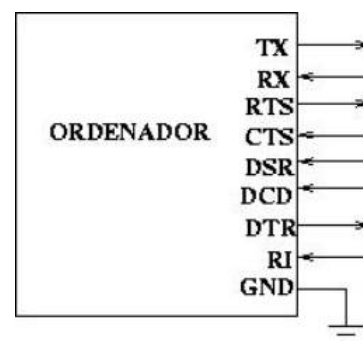 TX
RX
RTS
ORDENADOR
CTS
DSR
DCD
DTR
RI
GND